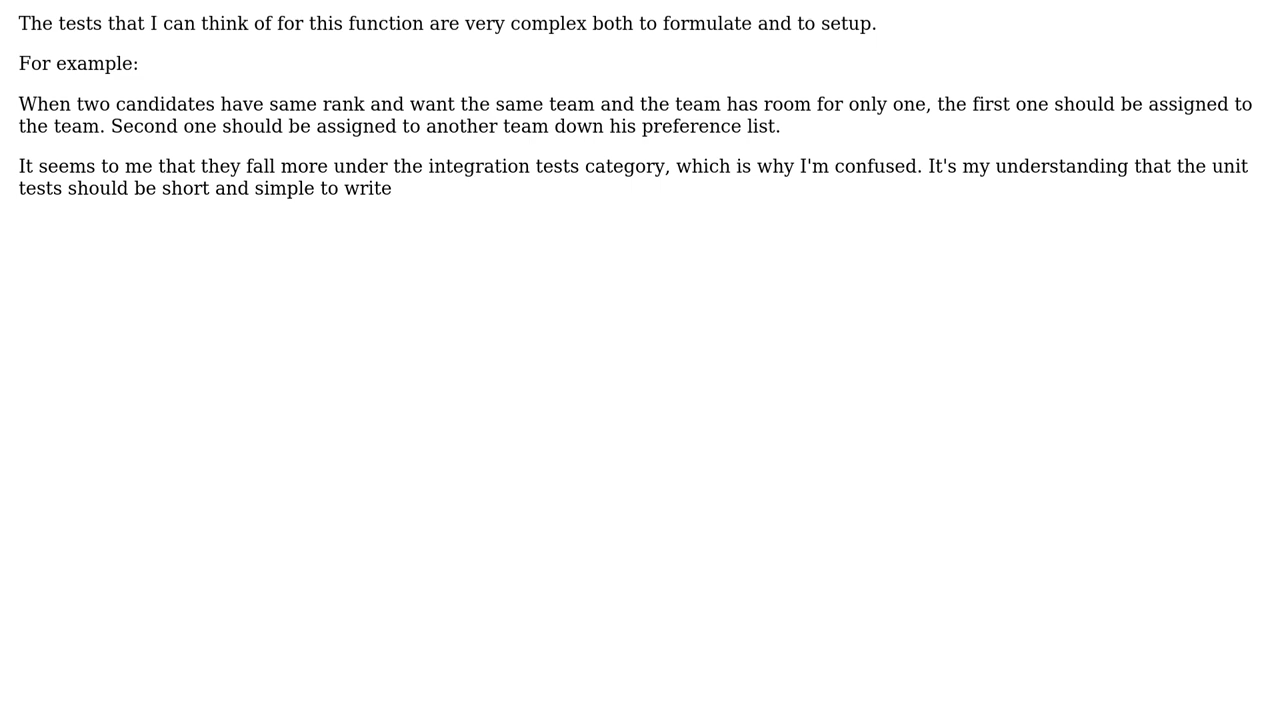 The tests that I can think of for this function are very complex both to formulate and to setup.
For example:
When two candidates have same rank and want the same team and the team has room for only one, the first one should be assigned to
the team. Second one should be assigned to another team down his preference list.
It seems to me that they fall more under the integration tests category, which is why I'm confused. It's my understanding that the unit
tests should be short and simple to write